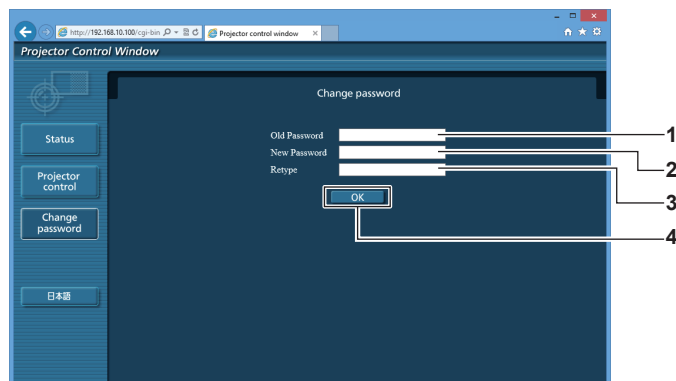 http://192.168.10.100/cgi-bin
Projector control window
Projector Control Window
Change password
Status
Projector
control
Change
password
日本語
Old Password
New Password
Retype
OK
1
2
3
4